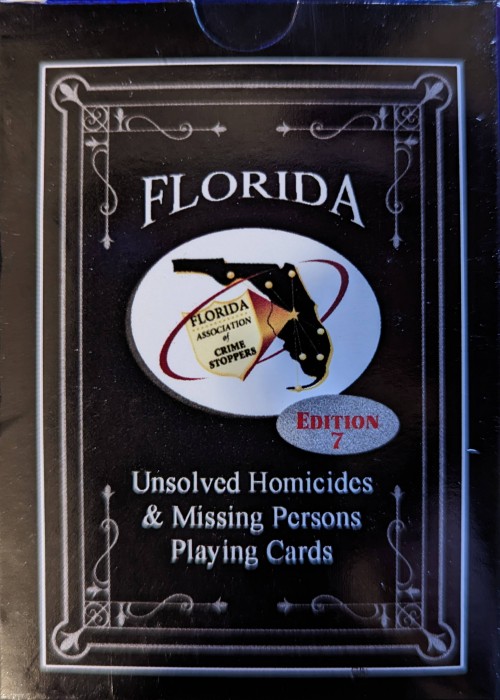 FLORIDA
FLORIDA
ASSOCIATION
of
CRIME
STOPPERS
EDITION
7
Unsolved Homicides
& Missing Persons
Playing Cards